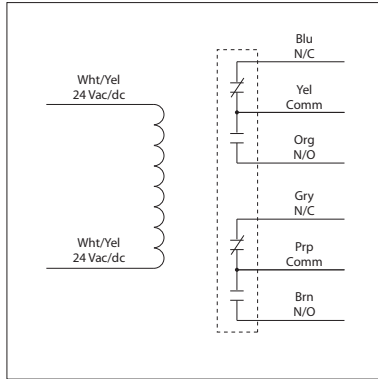 Wht/Yel
24 Vac/dc
Wht/Yel
24 Vac/dc
Blu
N/C
Yel
Comm
Org
N/O
Gry
N/C
Prp
Comm
Brn
N/O